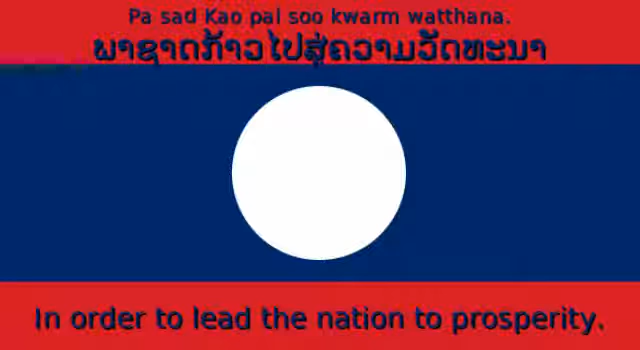 Pa sad Kao pai soo kwarm watthana.
ພາຊາດກ້າວໄປສູ່ຄວາມວັດທະນາ
In order to lead the nation to prosperity.